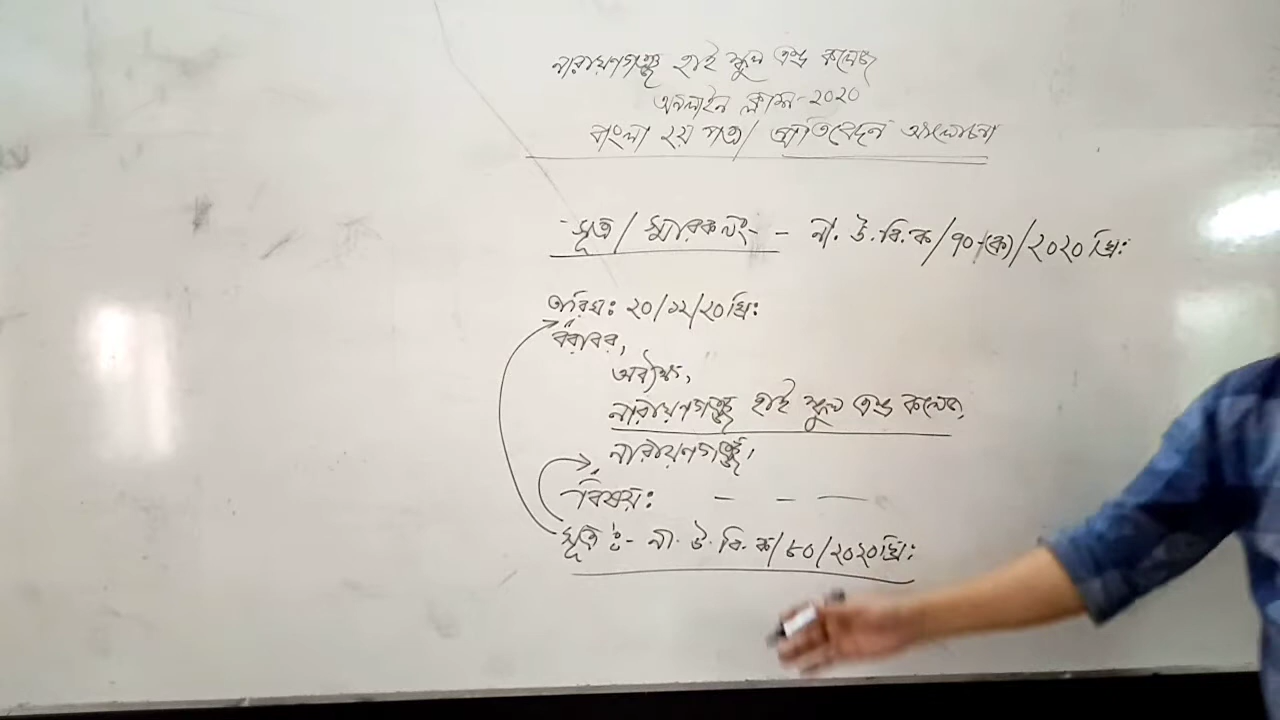 নারায়ণগঞ্জ হাই স্কুল এন্ড কলেজ
অনলাইন ক্লাশ-২০২০
বাংলা ২য় পত্র/ প্রতিবেদন আলোচনা
সূত্র/ স্মারক নং- - না. উ. বি. ক/৭০-(ক)/২০২০ খ্রি:
তারিখ: ২০/১২/২০খ্রি:
বরাবর,
অধ্যক্ষ,
নারায়ণগঞ্জ হাই স্কুল এন্ড কলেজ,
নারায়ণগঞ্জ।
বিষয়: - - —
সূত্র :- না. উ. বি. ক/৮০/২০২০খ্রি: